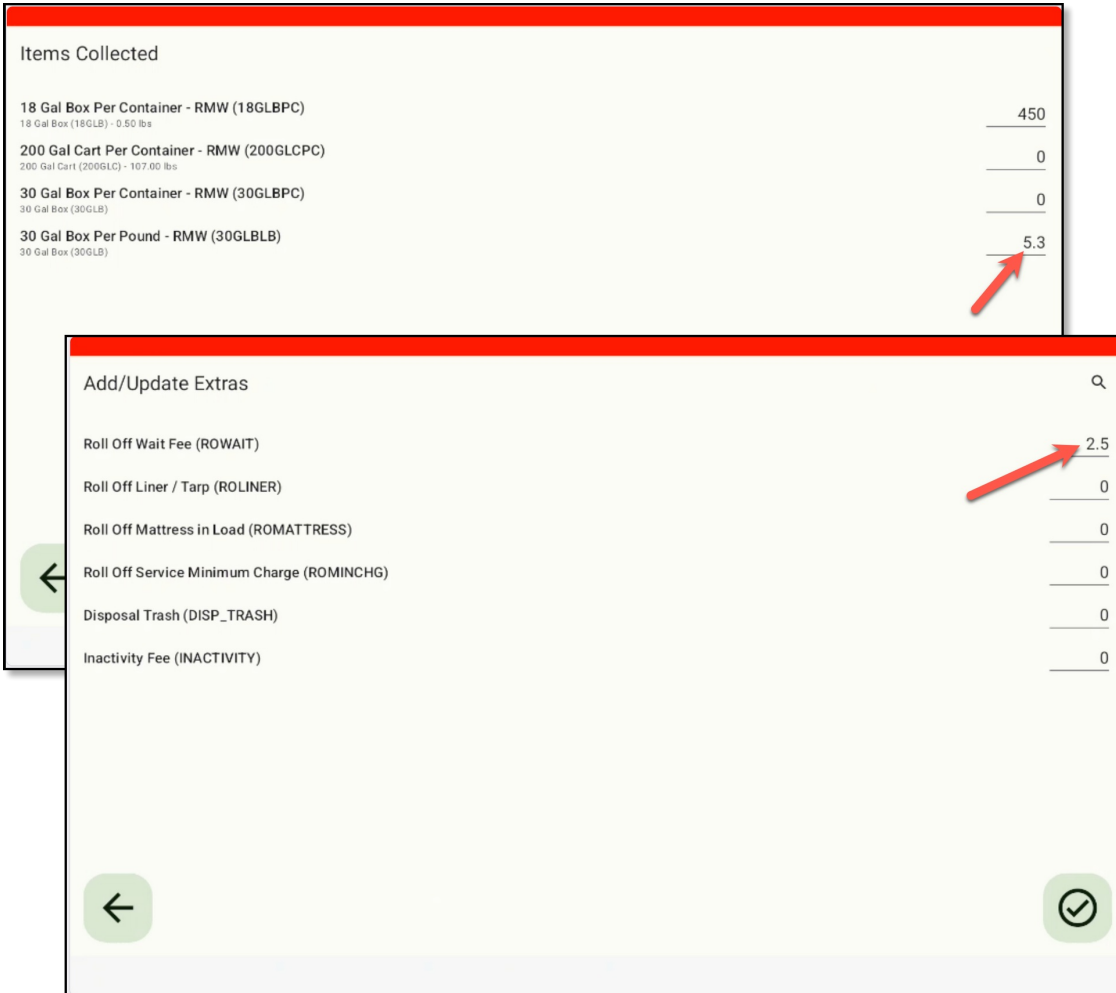 Items Collected
18 Gal Box Per Container - RMW (18GLBPC)
18 Gal Box (18GLB) - 0.50 lbs
450
200 Gal Cart Per Container - RMW (200GLCPC)
200 Gal Cart (200GLC) - 107.00 lbs
0
30 Gal Box Per Container - RMW (30GLBPC)
30 Gal Box (30GLB)
0
30 Gal Box Per Pound - RMW (30GLBLB)
30 Gal Box (30GLB)
5.3
Add/Update Extras
Roll Off Wait Fee (ROWAIT) 2.5
Roll Off Liner / Tarp (ROLINER) 0
Roll Off Mattress in Load (ROMATTRESS) 0
Roll Off Service Minimum Charge (ROMINCHG) 0
Disposal Trash (DISP_TRASH) 0
Inactivity Fee (INACTIVITY) 0